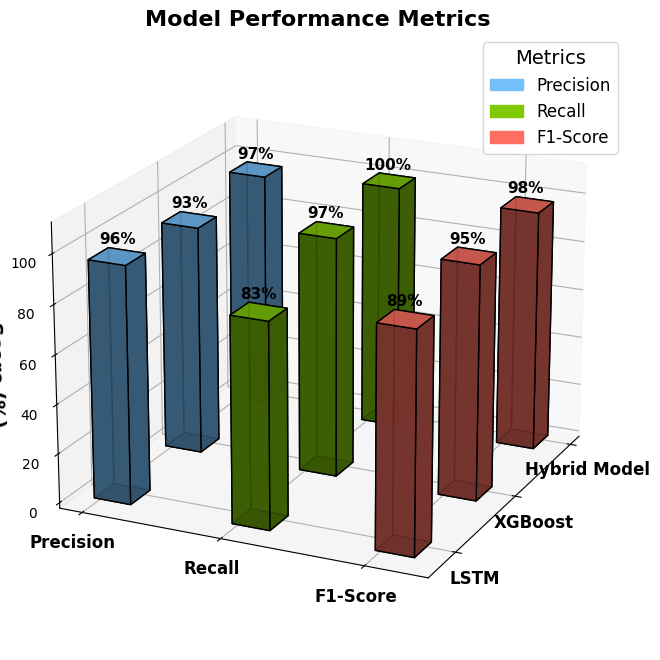 Model Performance Metrics
Metrics
Precision
Recall
F1-Score
97%
100%
98%
93%
97%
95%
96%
83%
89%
100
80
60
40
20
0
Precision
Recall
F1-Score
LSTM
XGBoost
Hybrid Model